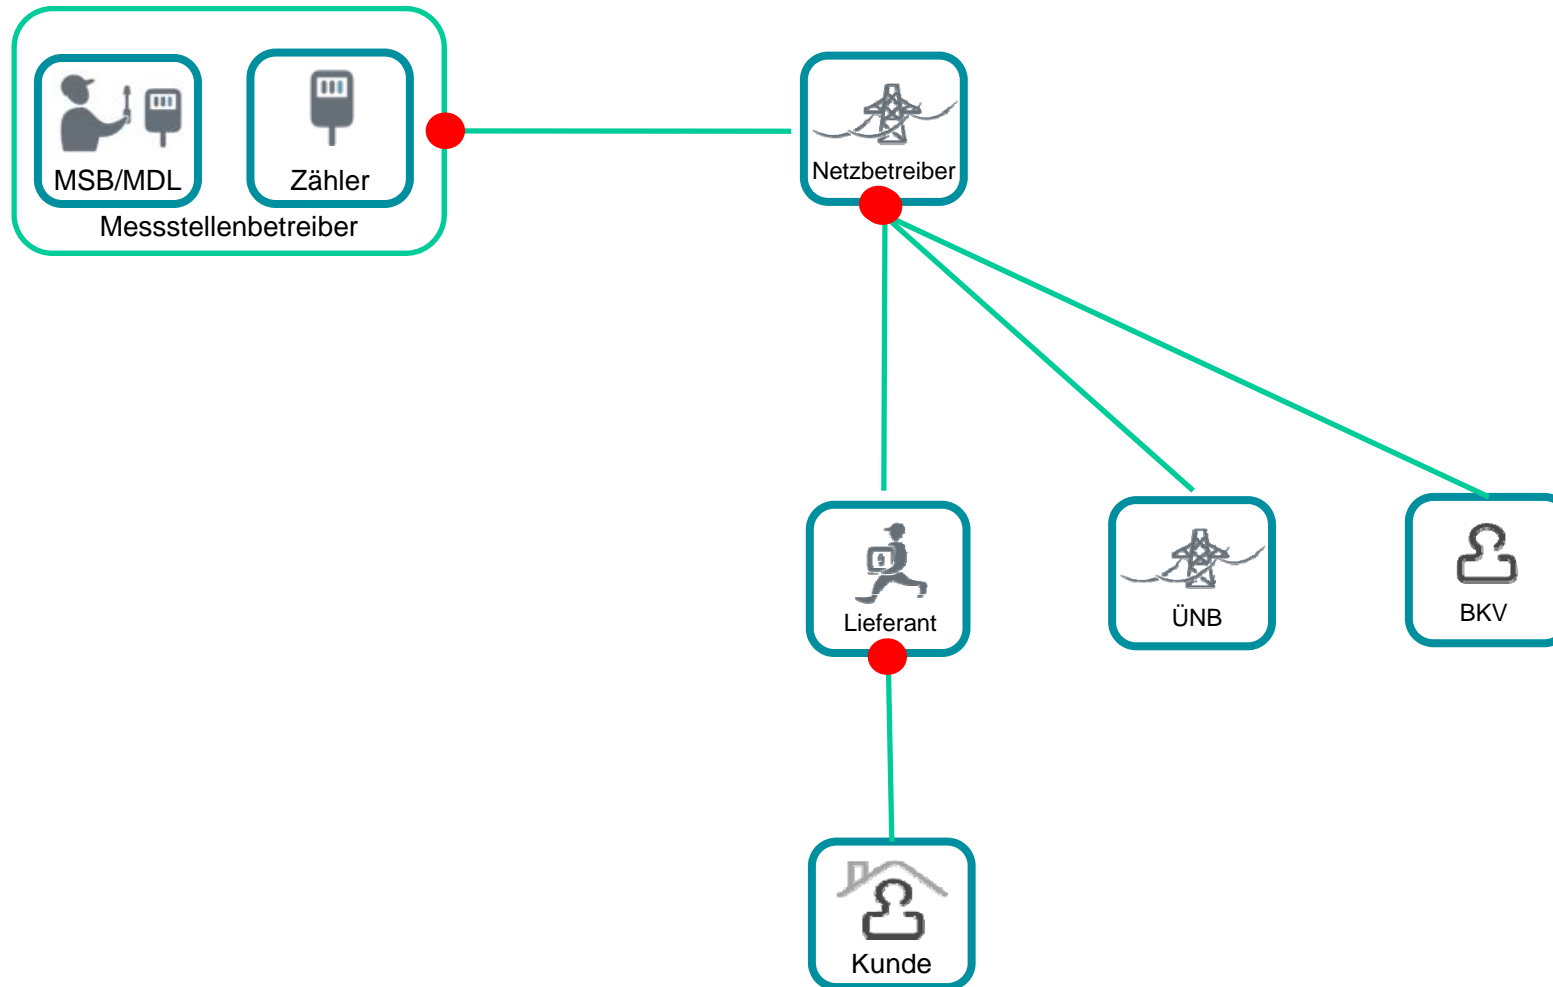 MSB/MDL
Zähler
Messstellenbetreiber
Netzbetreiber
Lieferant
ÜNB
BKV
Kunde